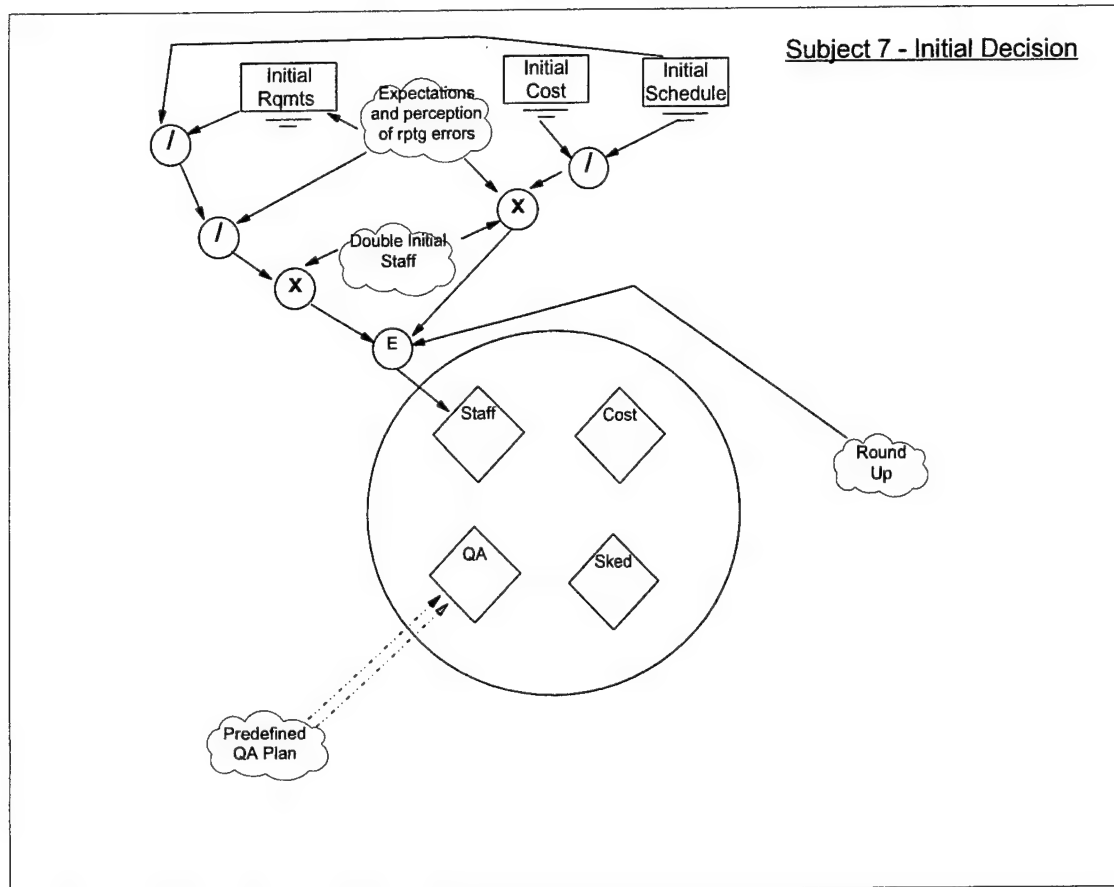 Subject 7 - Initial Decision
Initial
Rqmts
Expectations
and perception
of rptg errors
Initial
Cost
Initial
Schedule
/
/
/
X
Double Initial
Staff
X
E
Staff
Cost
Round
Up
QA
Sked
Predefined
QA Plan